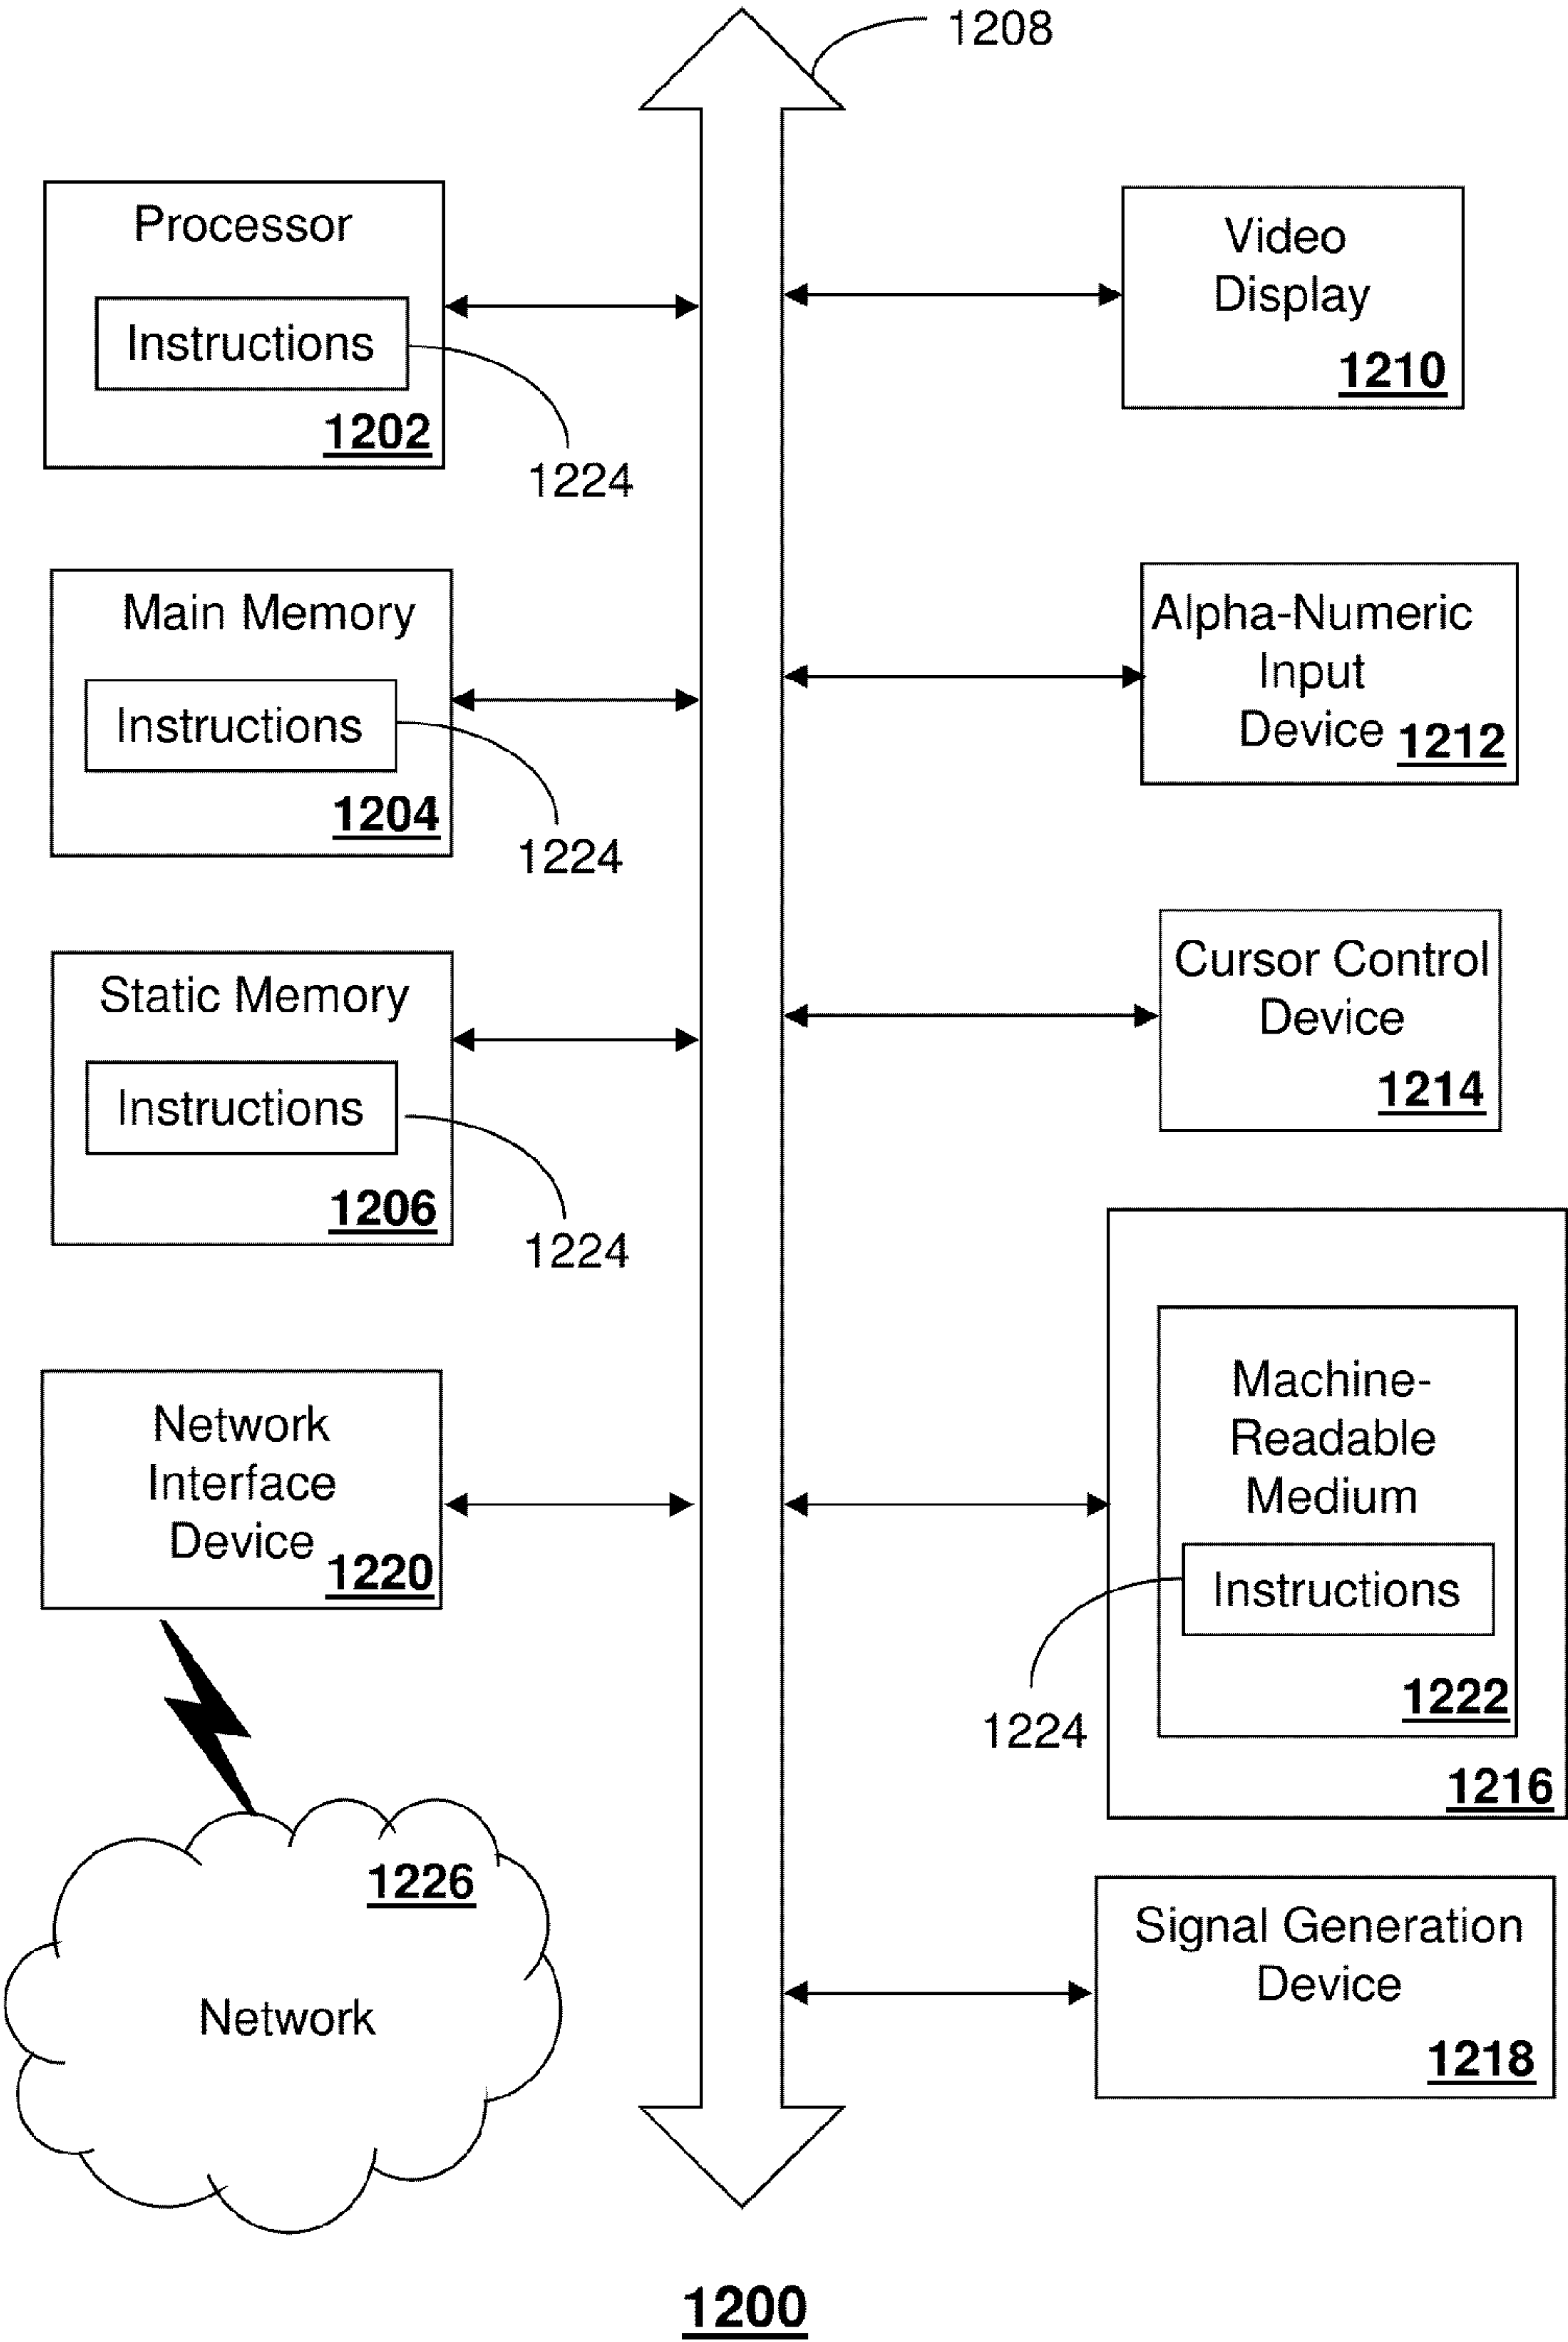 1208
Processor
Instructions
1202
1224
Main Memory
Instructions
1204
1224
Static Memory
Instructions
1206
1224
Network
Interface
Device
1220
1226
Network
Video
Display
1210
Alpha-Numeric
Input
Device 1212
Cursor Control
Device
1214
Machine-
Readable
Medium
Instructions
1222
1224
1216
Signal Generation
Device
1218
1200